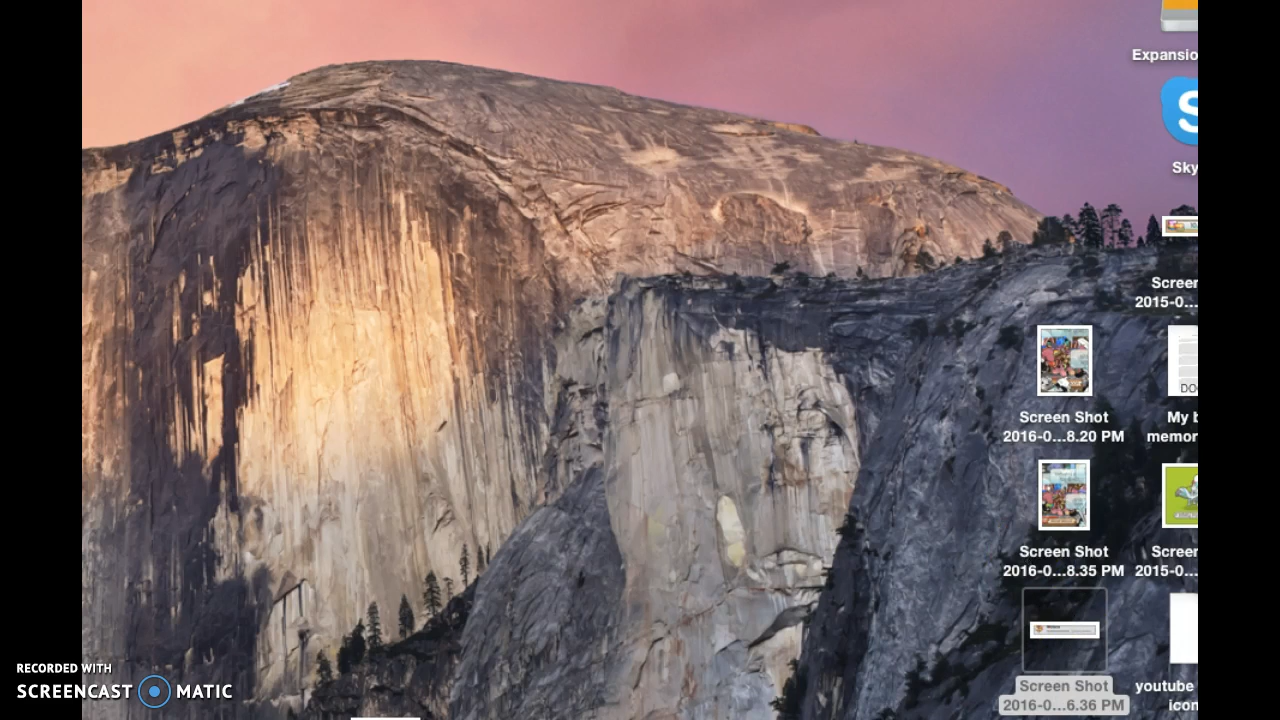 Expansio
S
Sky
Screen
2015-0...
DO
Screen Shot
2016-0...8.20 PM
My b
memor
Screen Shot
2016-0...8.35 PM
Screen
2015-0...
Screen Shot
2016-0...6.36 PM
youtube
icon
RECORDED WITH
SCREENCAST MATIC